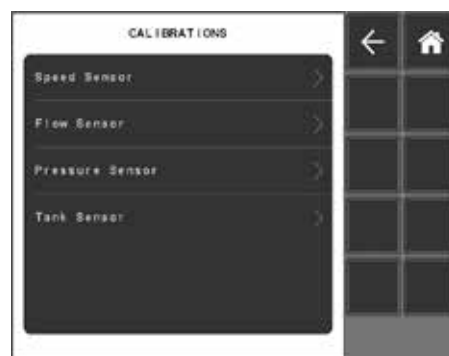 CALIBRATIONS
Speed Sensor
Flow Sensor
Pressure Sensor
Tank Sensor